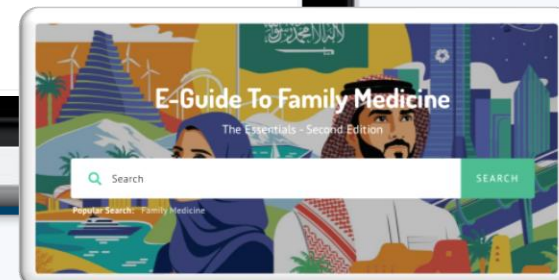 E-Guide To Family Medicine
The Essentials - Second Edition
Search
SEARCH
Popular Search: Family Medicine